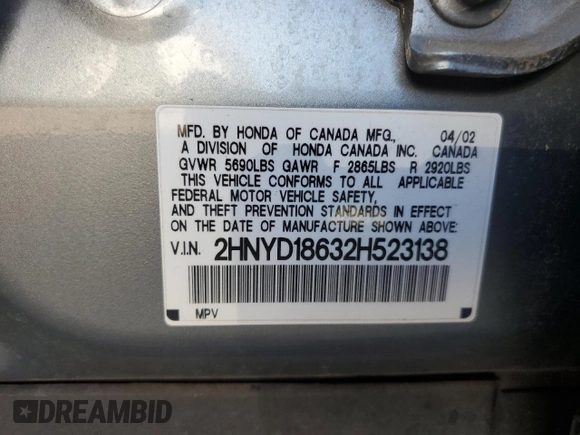 MFD. BY HONDA OF CANADA MFG., 04/02
A DIVISION OF HONDA CANADA INC. CANADA
GVWR 5690LBS GAWR F 2865LBS R 2920LBS
THIS VEHICLE CONFORMS TO ALL APPLICABLE
FEDERAL MOTOR VEHICLE SAFETY,
AND THEFT PREVENTION STANDARDS IN EFFECT
ON THE DATE OF MANUFACTURE SHOWN ABOVE.
V.I.N. 2HNYD18632H523138
MPV
DREAMBID